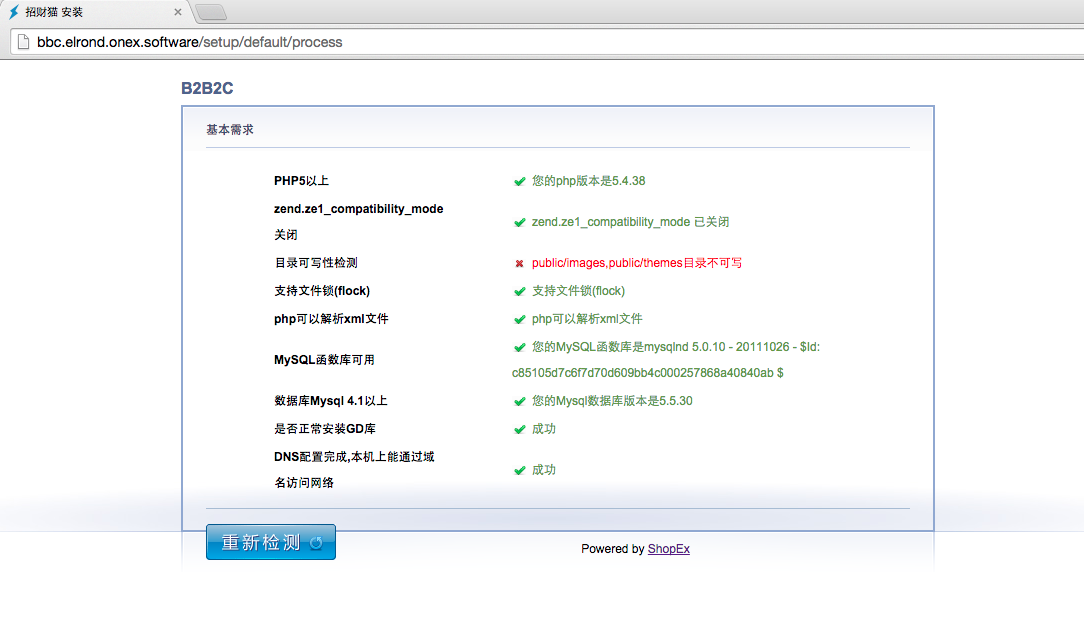 招财猫 安装
bbc.elrond.onex.software/setup/default/process
B2B2C
基本需求
PHP5以上
您的php版本是5.4.38
zend.ze1_compatibility_mode
关闭
zend.ze1_compatibility_mode 已关闭
目录可写性检测
public/images,public/themes目录不可写
支持文件锁(flock)
支持文件锁(flock)
php可以解析xml文件
php可以解析xml文件
MySQL函数库可用
您的MySQL函数库是mysqlnd 5.0.10 - 20111026 - $Id:
c85105d7c6f7d70d609bb4c000257868a40840ab $
数据库Mysql 4.1以上
您的Mysql数据库版本是5.5.30
是否正常安装GD库
成功
DNS配置完成,本机上能通过域
名访问网络
成功
重新检测
Powered by ShopEx